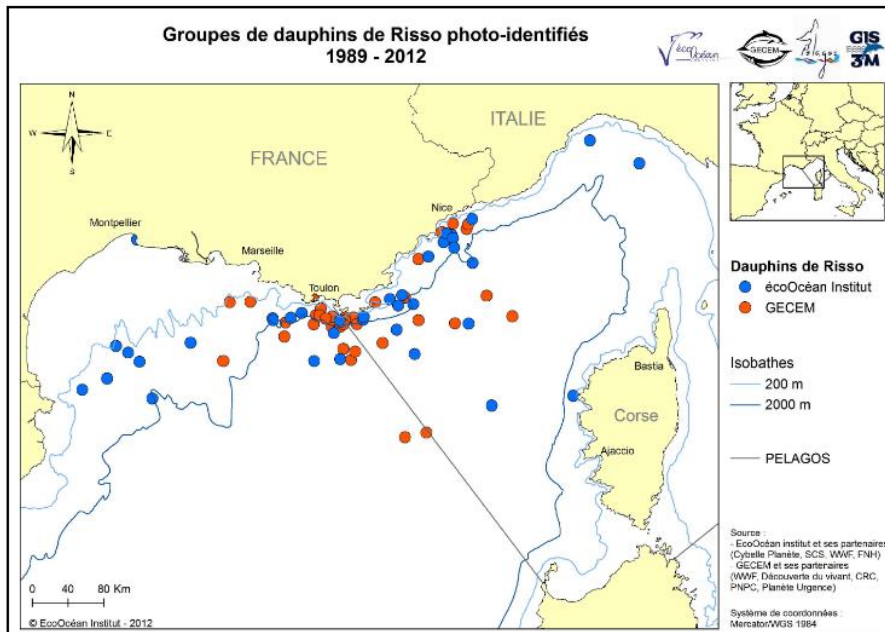 Groupes de dauphins de Risso photo-identifiés
1989 - 2012
écoOcéan
GECEM
GIS
3M
N
W
E
S
FRANCE
ITALIE
Montpellier
Marseille
Toulon
Nice
Bastia
Corse
Ajaccio
0 40 80 Km
© EcoOcéan Institut - 2012
Dauphins de Risso
écoOcéan Institut
GECEM
Isobathes
200 m
2000 m
PELAGOS
Source :
- EcoOcéan institut et ses partenaires
(Cybelle Planète, SCS, WWF, FNH)
- GECEM et ses partenaires
(WWF, Découverte du vivant, CRC,
PNPC, Planète Urgence)
Système de coordonnées :
Mercator/WGS 1984